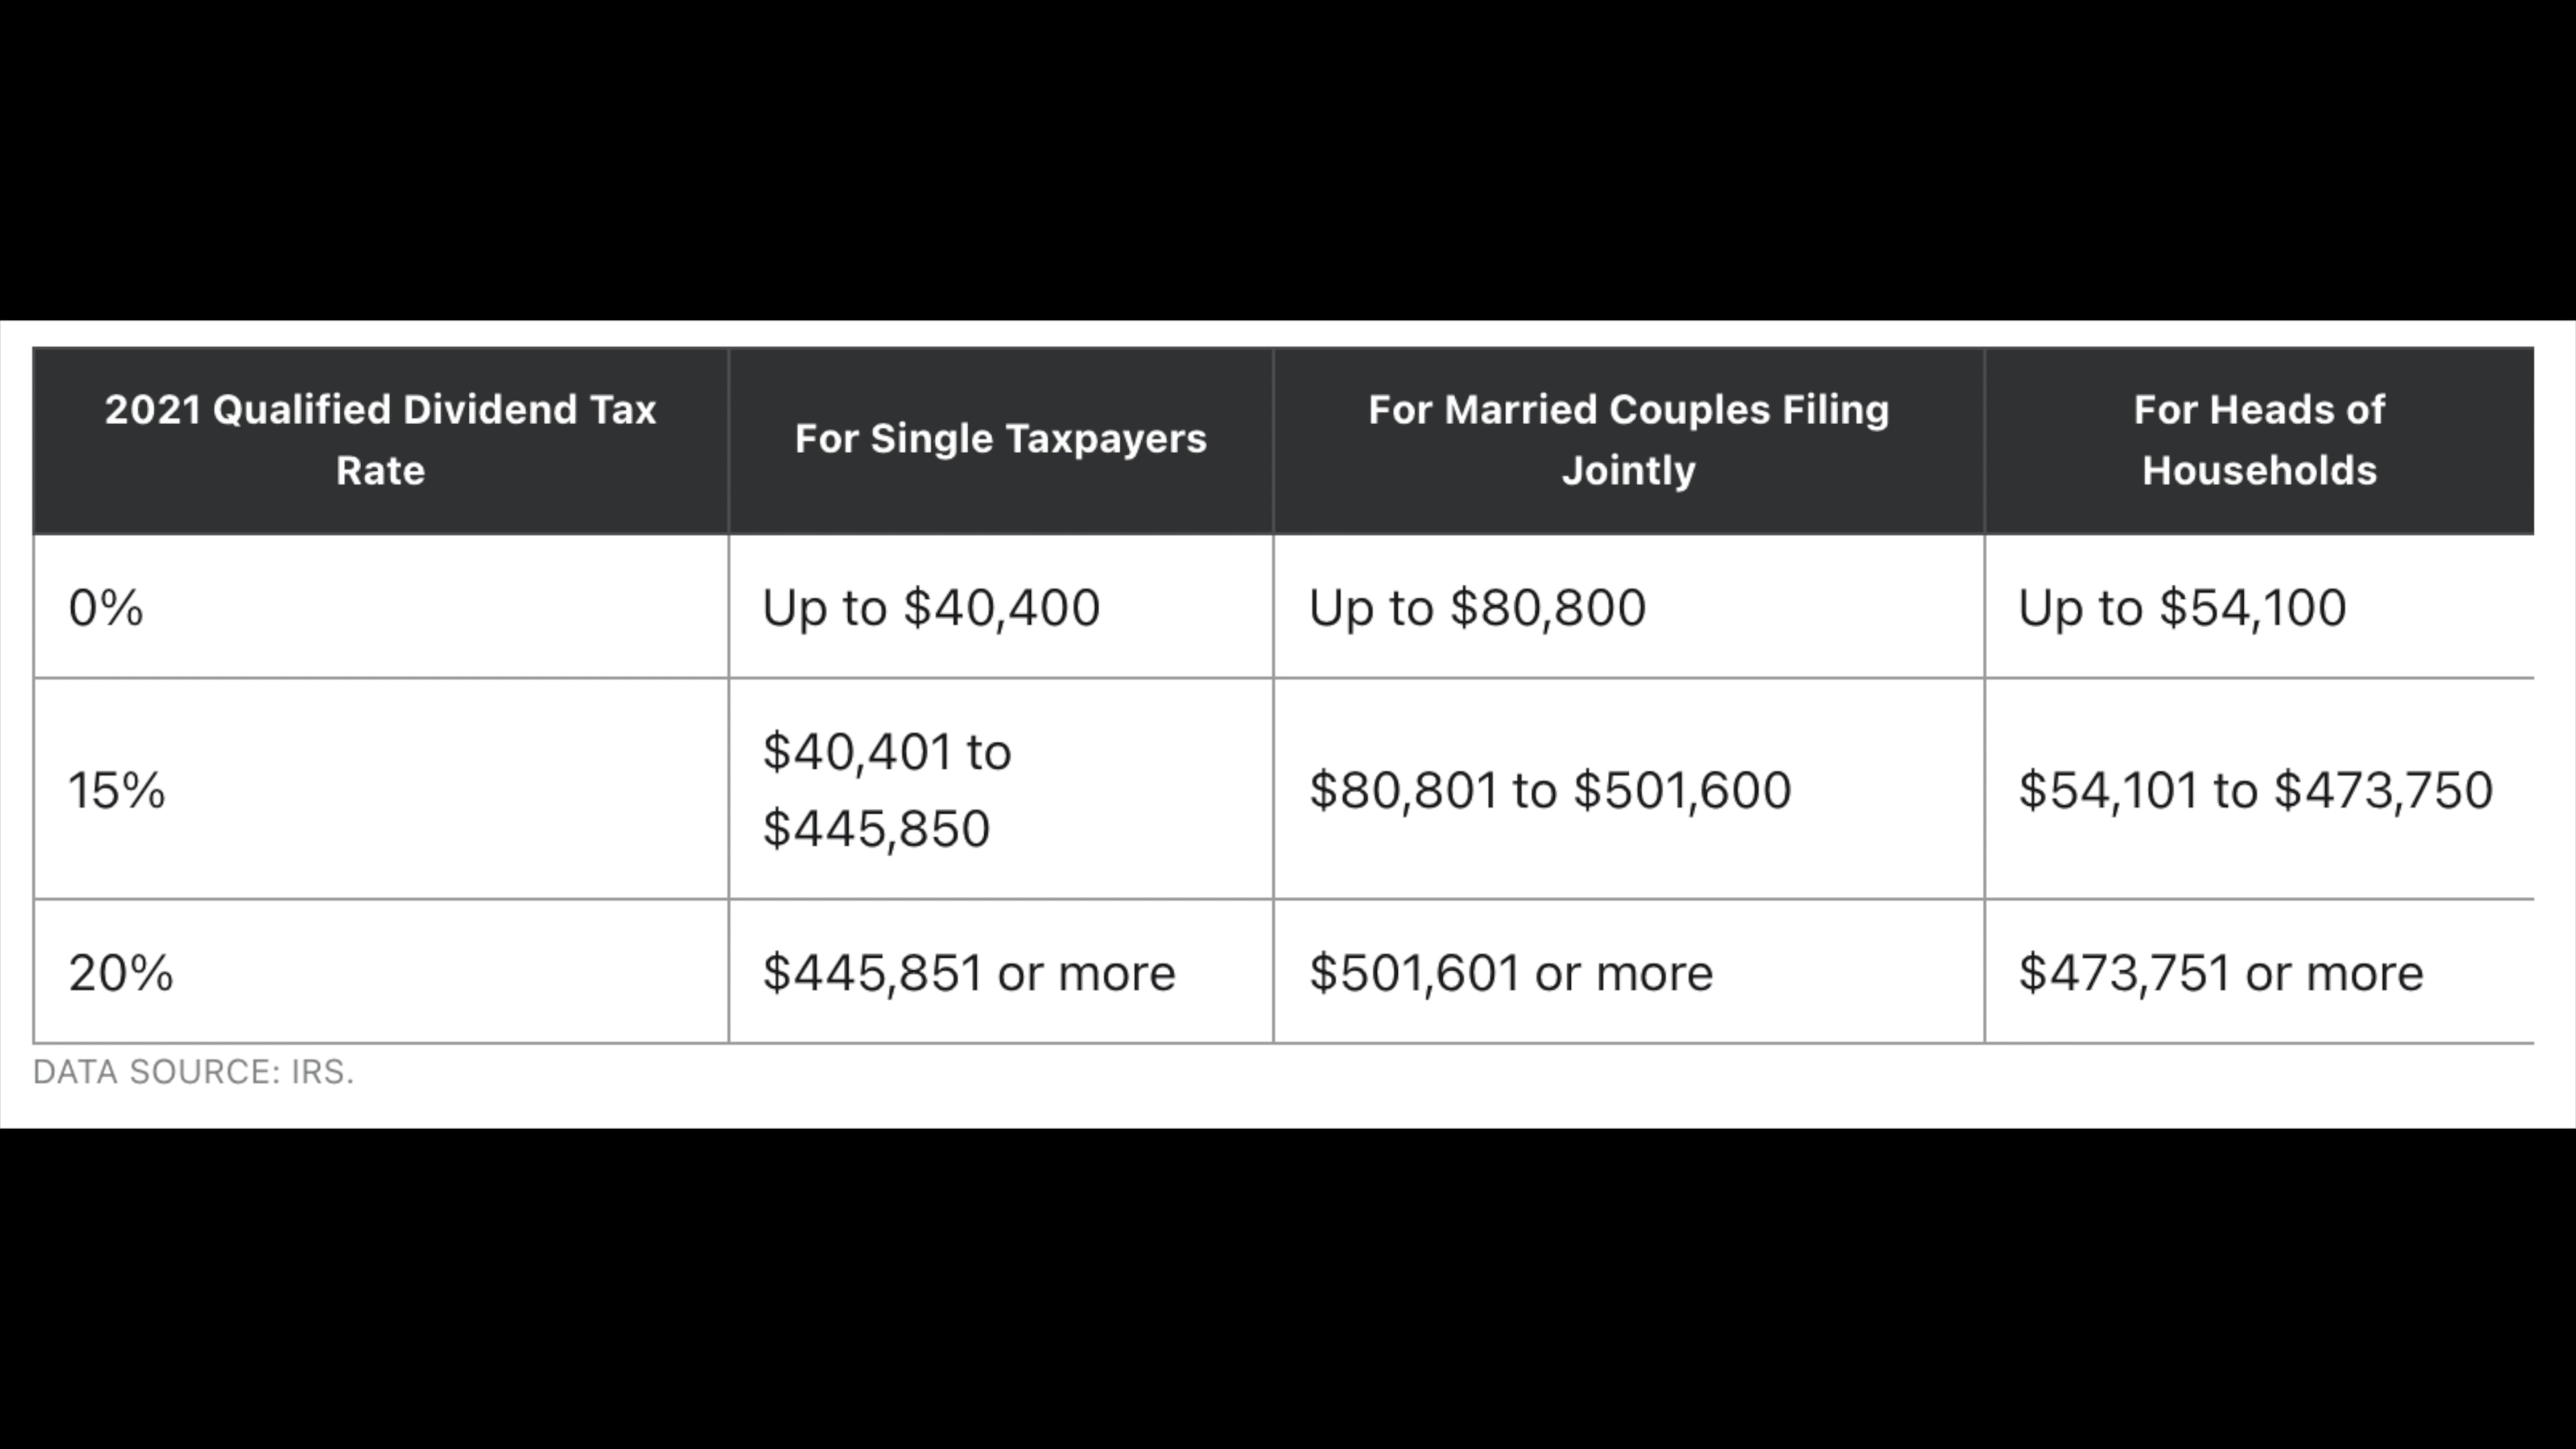 2021 Qualified Dividend Tax
Rate
For Single Taxpayers
For Married Couples Filing
Jointly
For Heads of
Households
0%
Up to $40,400
Up to $80,800
Up to $54,100
15%
$40,401 to
$445,850
$80,801 to $501,600
$54,101 to $473,750
20%
$445,851 or more
$501,601 or more
$473,751 or more
DATA SOURCE: IRS.